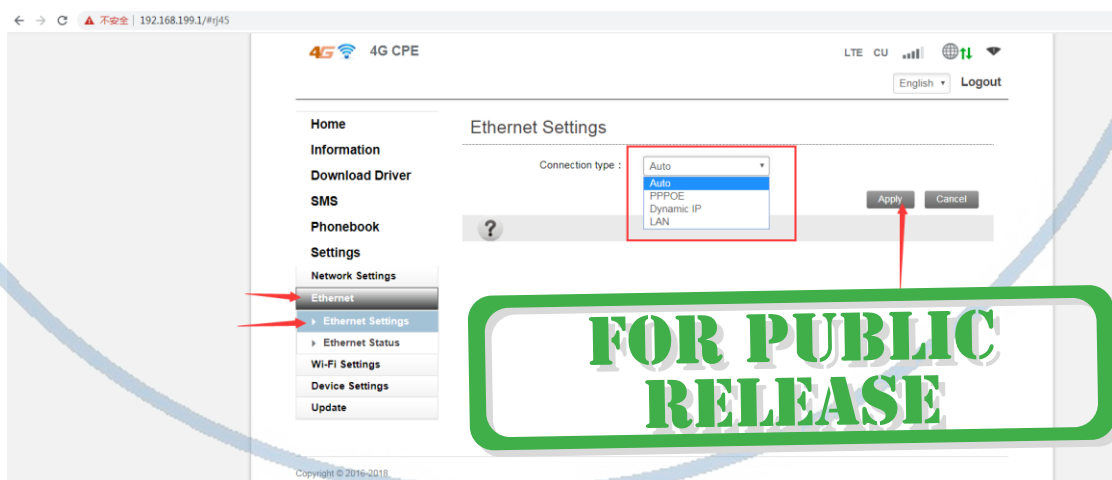 不安全 | 192.168.199.1/#rj45
4G 4G CPE
LTE CU
English Logout
Home
Ethernet Settings
Information
Connection type :
Auto
Download Driver
Auto
PPPOE
Dynamic IP
LAN
Apply Cancel
SMS
Phonebook
?
Settings
Network Settings
Ethernet
Ethernet Settings
Ethernet Status
Wi-Fi Settings
Device Settings
Update
FOR PUBLIC
RELEASE
Copyright © 2016-2018